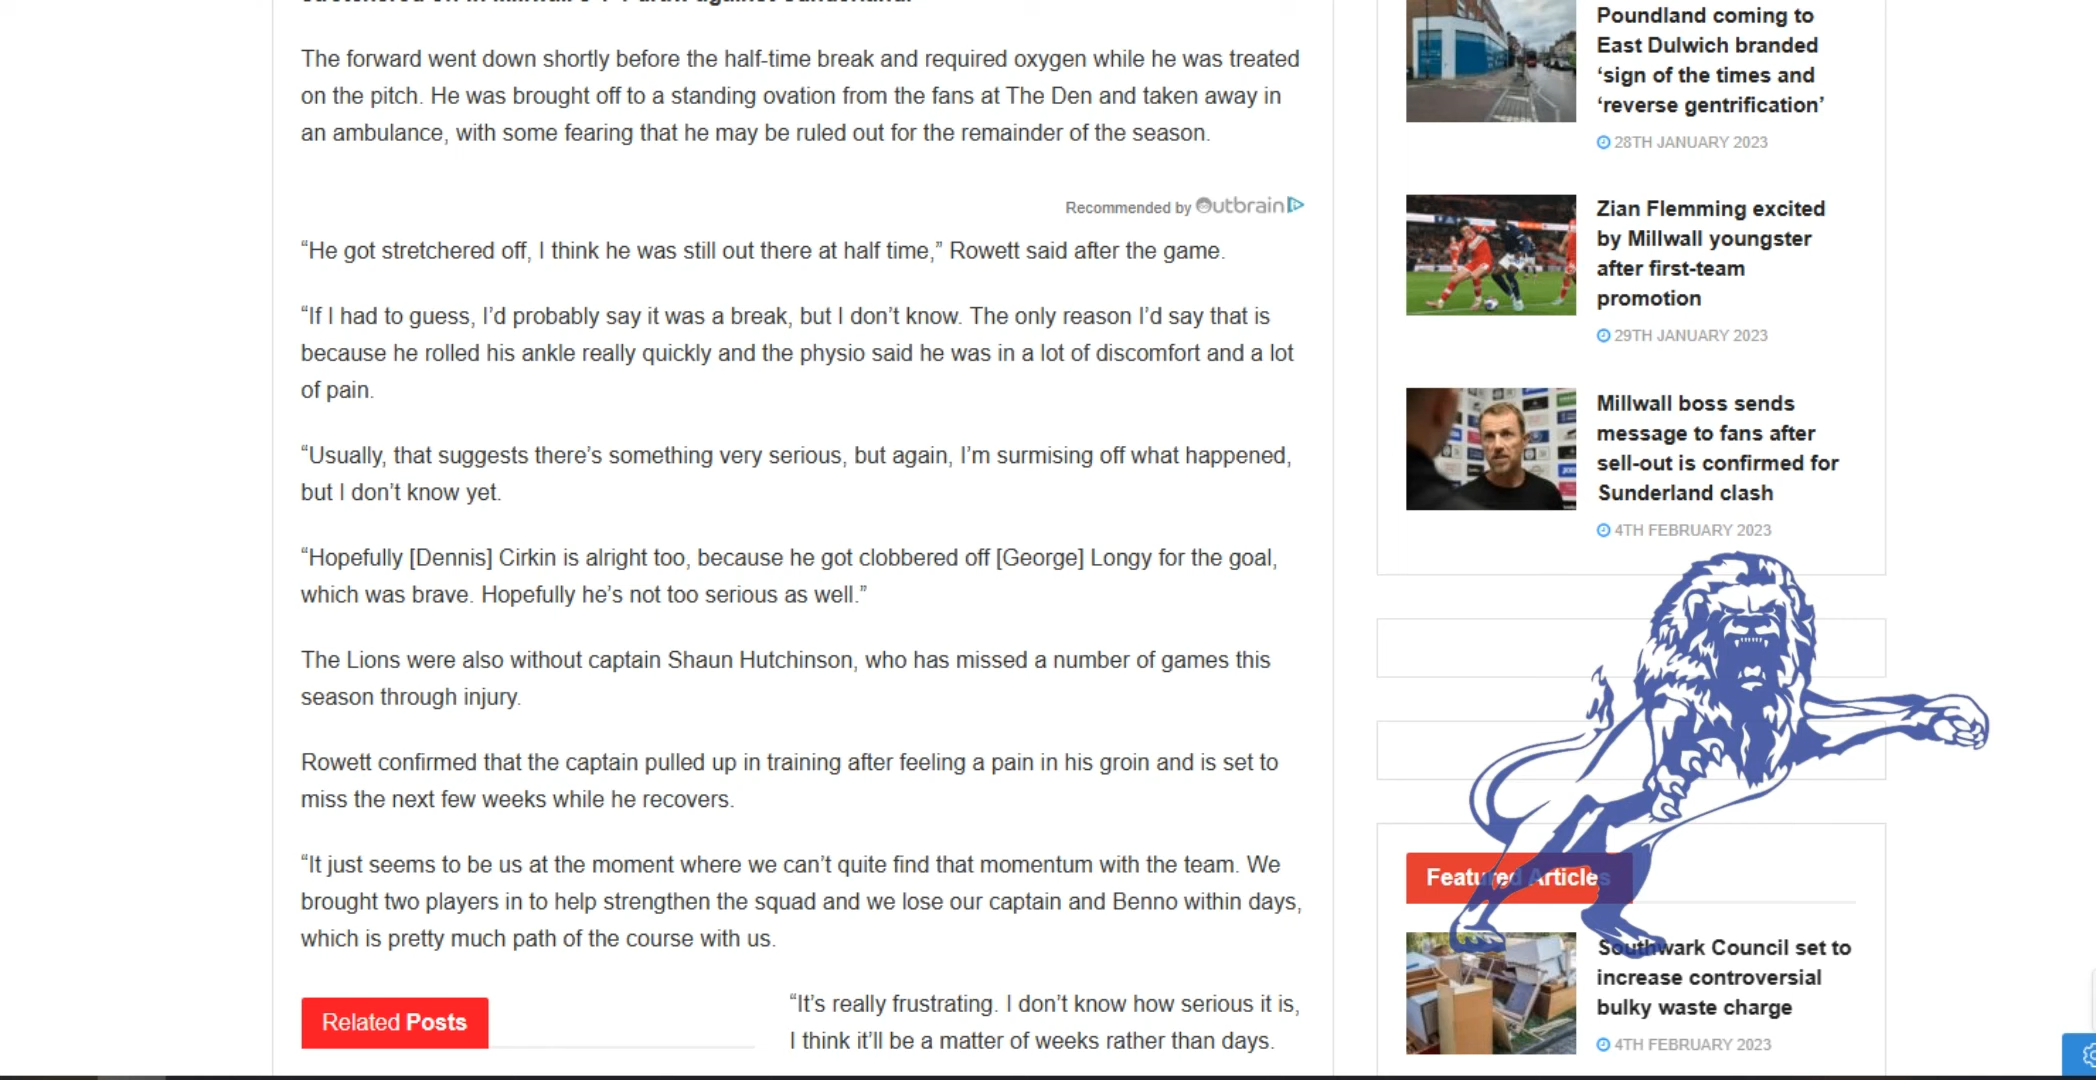 The forward went down shortly before the half-time break and required oxygen while he was treated
on the pitch. He was brought off to a standing ovation from the fans at The Den and taken away in
an ambulance, with some fearing that he may be ruled out for the remainder of the season.
Recommended by Outbrain
“He got stretchered off, I think he was still out there at half time,” Rowett said after the game.
“If I had to guess, I’d probably say it was a break, but I don’t know. The only reason I’d say that is
because he rolled his ankle really quickly and the physio said he was in a lot of discomfort and a lot
of pain.
“Usually, that suggests there’s something very serious, but again, I’m surmising off what happened,
but I don’t know yet.
“Hopefully [Dennis] Cirkin is alright too, because he got clobbered off [George] Longy for the goal,
which was brave. Hopefully he’s not too serious as well.”
The Lions were also without captain Shaun Hutchinson, who has missed a number of games this
season through injury.
Rowett confirmed that the captain pulled up in training after feeling a pain in his groin and is set to
miss the next few weeks while he recovers.
“It just seems to be us at the moment where we can’t quite find that momentum with the team. We
brought two players in to help strengthen the squad and we lose our captain and Benno within days,
which is pretty much path of the course with us.
Related Posts
“It’s really frustrating. I don’t know how serious it is,
I think it’ll be a matter of weeks rather than days.
Poundland coming to
East Dulwich branded
‘sign of the times and
‘reverse gentrification’
28TH JANUARY 2023
Zian Flemming excited
by Millwall youngster
after first-team
promotion
29TH JANUARY 2023
Millwall boss sends
message to fans after
sell-out is confirmed for
Sunderland clash
4TH FEBRUARY 2023
Featured Articles
Southwark Council set to
increase controversial
bulky waste charge
4TH FEBRUARY 2023